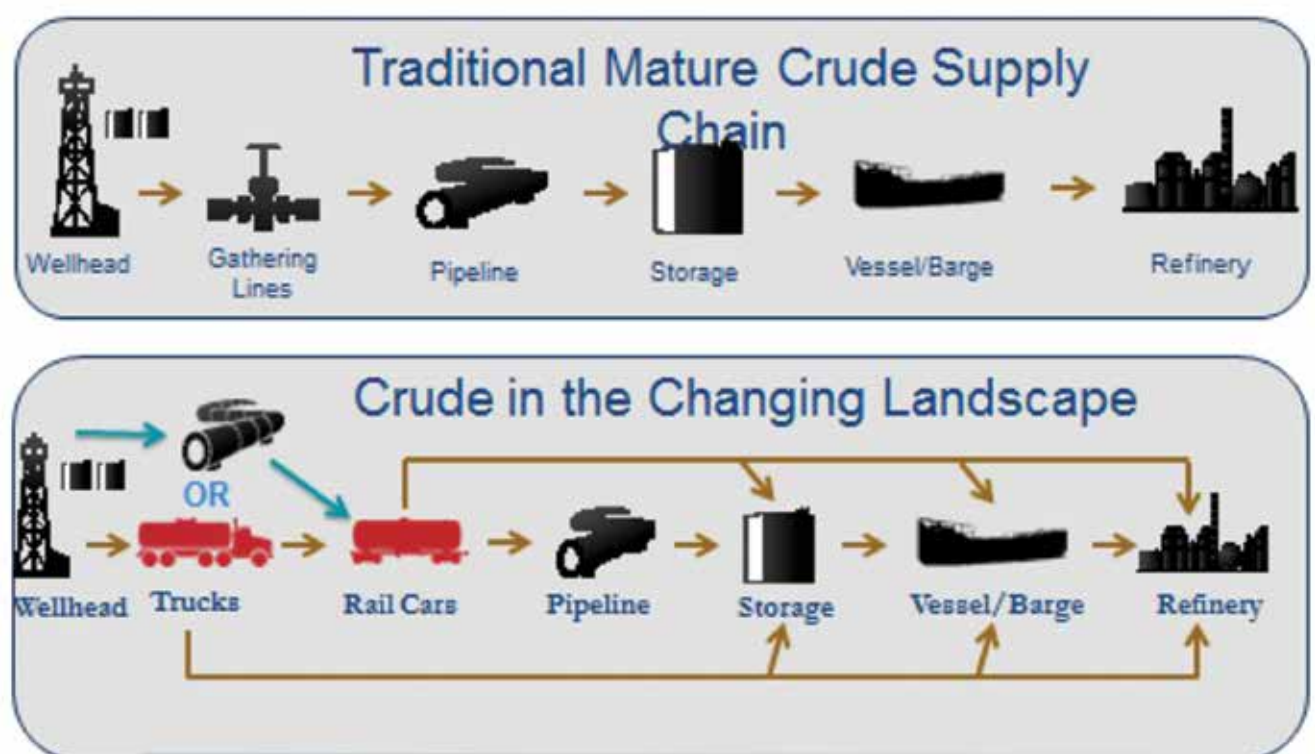 Traditional Mature Crude Supply
Chain
Wellhead
Gathering
Lines
Pipeline
Storage
Vessel/Barge
Refinery
Crude in the Changing Landscape
OR
Wellhead
Trucks
Rail Cars
Pipeline
Storage
Vessel/Barge
Refinery